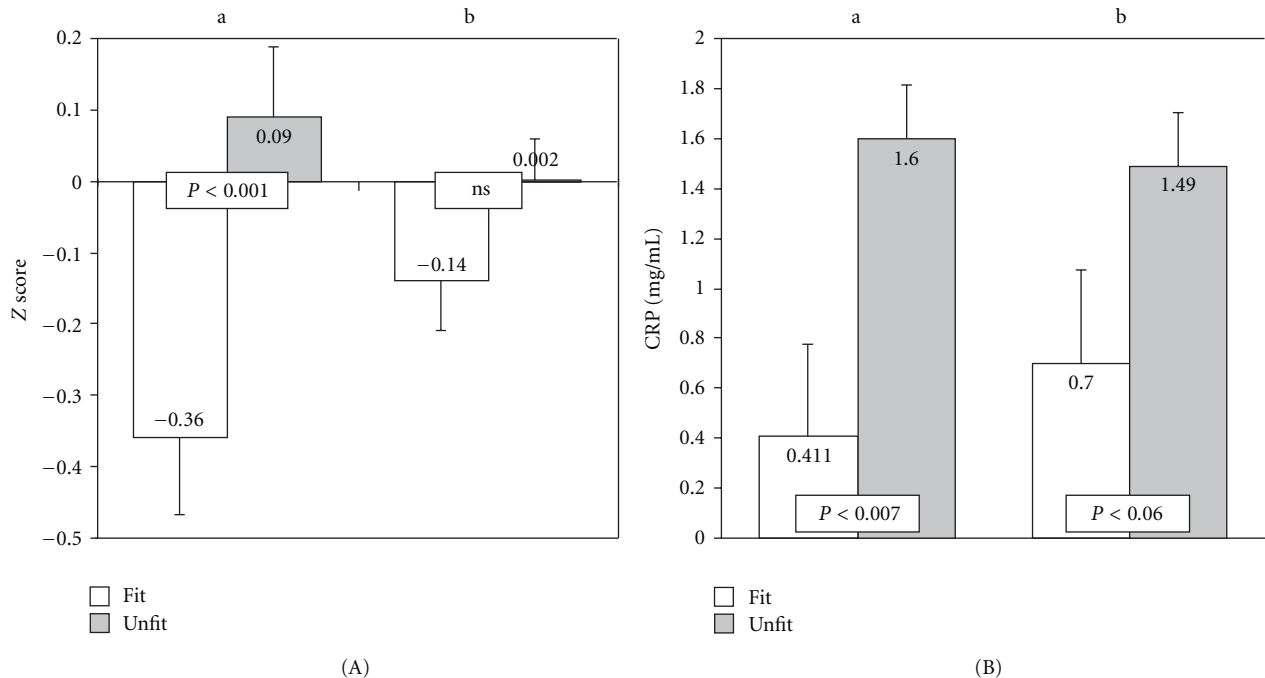 a b
0.2
0.1
0
−0.1
−0.2
−0.3
−0.4
−0.5
Z score
0.09
0.002
P < 0.001
ns
−0.14
−0.36
Fit
Unfit
(A)
a b
2
1.8
1.6
1.4
1.2
1
0.8
0.6
0.4
0.2
0
CRP (mg/mL)
1.6
1.49
0.7
0.411
P < 0.007
P < 0.06
Fit
Unfit
(B)